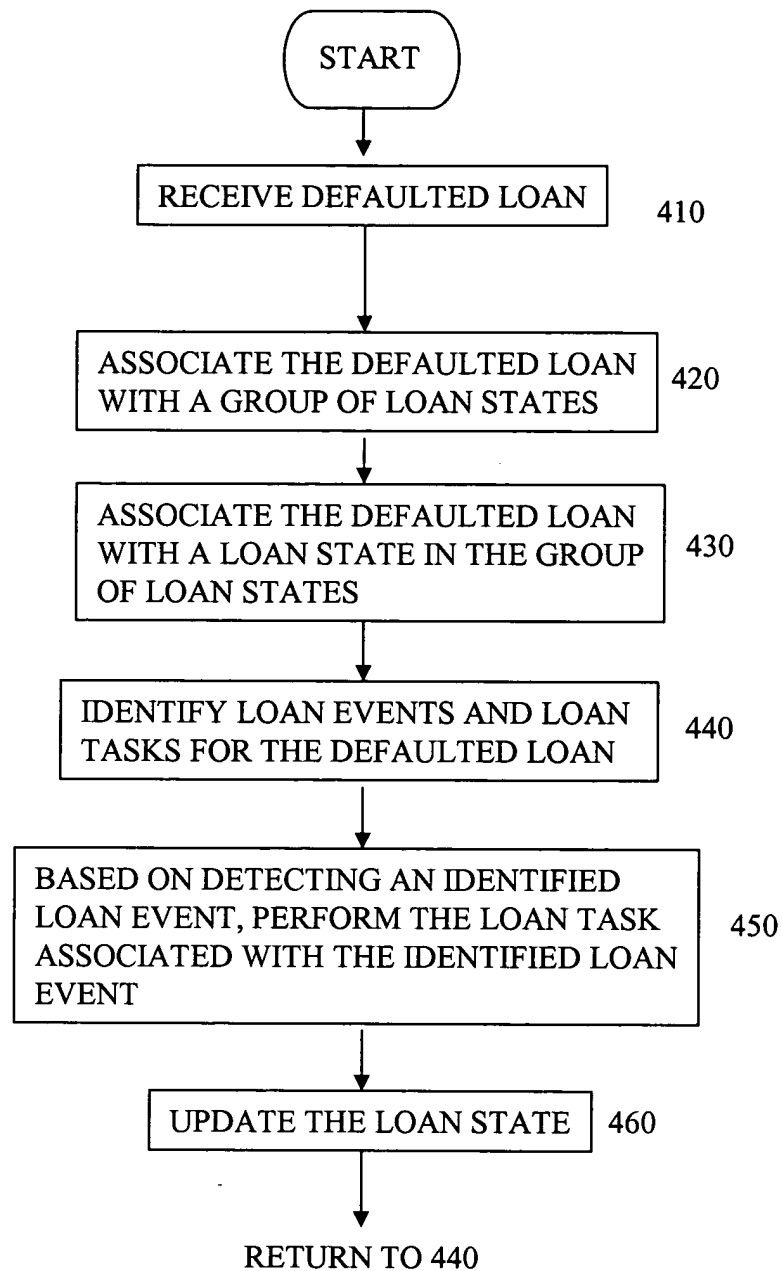 START
RECEIVE DEFAULTED LOAN
410
ASSOCIATE THE DEFAULTED LOAN
WITH A GROUP OF LOAN STATES
420
ASSOCIATE THE DEFAULTED LOAN
WITH A LOAN STATE IN THE GROUP
OF LOAN STATES
430
IDENTIFY LOAN EVENTS AND LOAN
TASKS FOR THE DEFAULTED LOAN
440
BASED ON DETECTING AN IDENTIFIED
LOAN EVENT, PERFORM THE LOAN TASK
ASSOCIATED WITH THE IDENTIFIED LOAN
EVENT
450
UPDATE THE LOAN STATE
460
RETURN TO 440